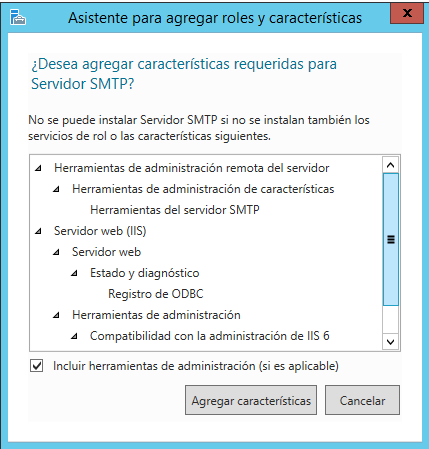 Asistente para agregar roles y características
x
¿Desea agregar características requeridas para
Servidor SMTP?
No se puede instalar Servidor SMTP si no se instalan también los
servicios de rol o las características siguientes.
Herramientas de administración remota del servidor
Herramientas de administración de características
Herramientas del servidor SMTP
Servidor web (IIS)
Servidor web
Estado y diagnóstico
Registro de ODBC
Herramientas de administración
Compatibilidad con la administración de IIS 6
Incluir herramientas de administración (si es aplicable)
Agregar características
Cancelar